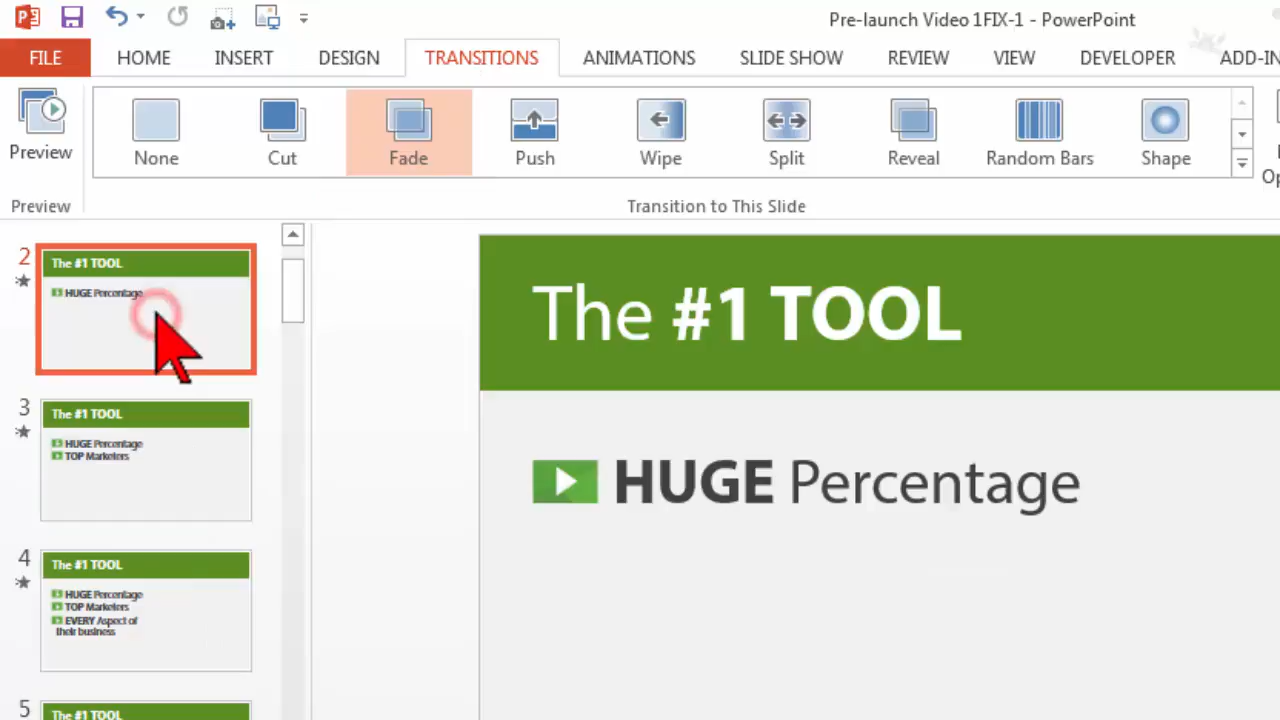 Pre-launch Video 1FIX-1 - PowerPoint
FILE HOME INSERT DESIGN TRANSITIONS ANIMATIONS SLIDE SHOW REVIEW VIEW DEVELOPER ADD-IN
Preview None Cut Fade Push Wipe Split Reveal Random Bars Shape
Preview Transition to This Slide
2
The #1 TOOL
HUGE Percentage
3
The #1 TOOL
HUGE Percentage
TOP Marketers
4
The #1 TOOL
HUGE Percentage
TOP Marketers
EVERY Aspect of
their business
5
The #1 TOOL
The #1 TOOL
HUGE Percentage